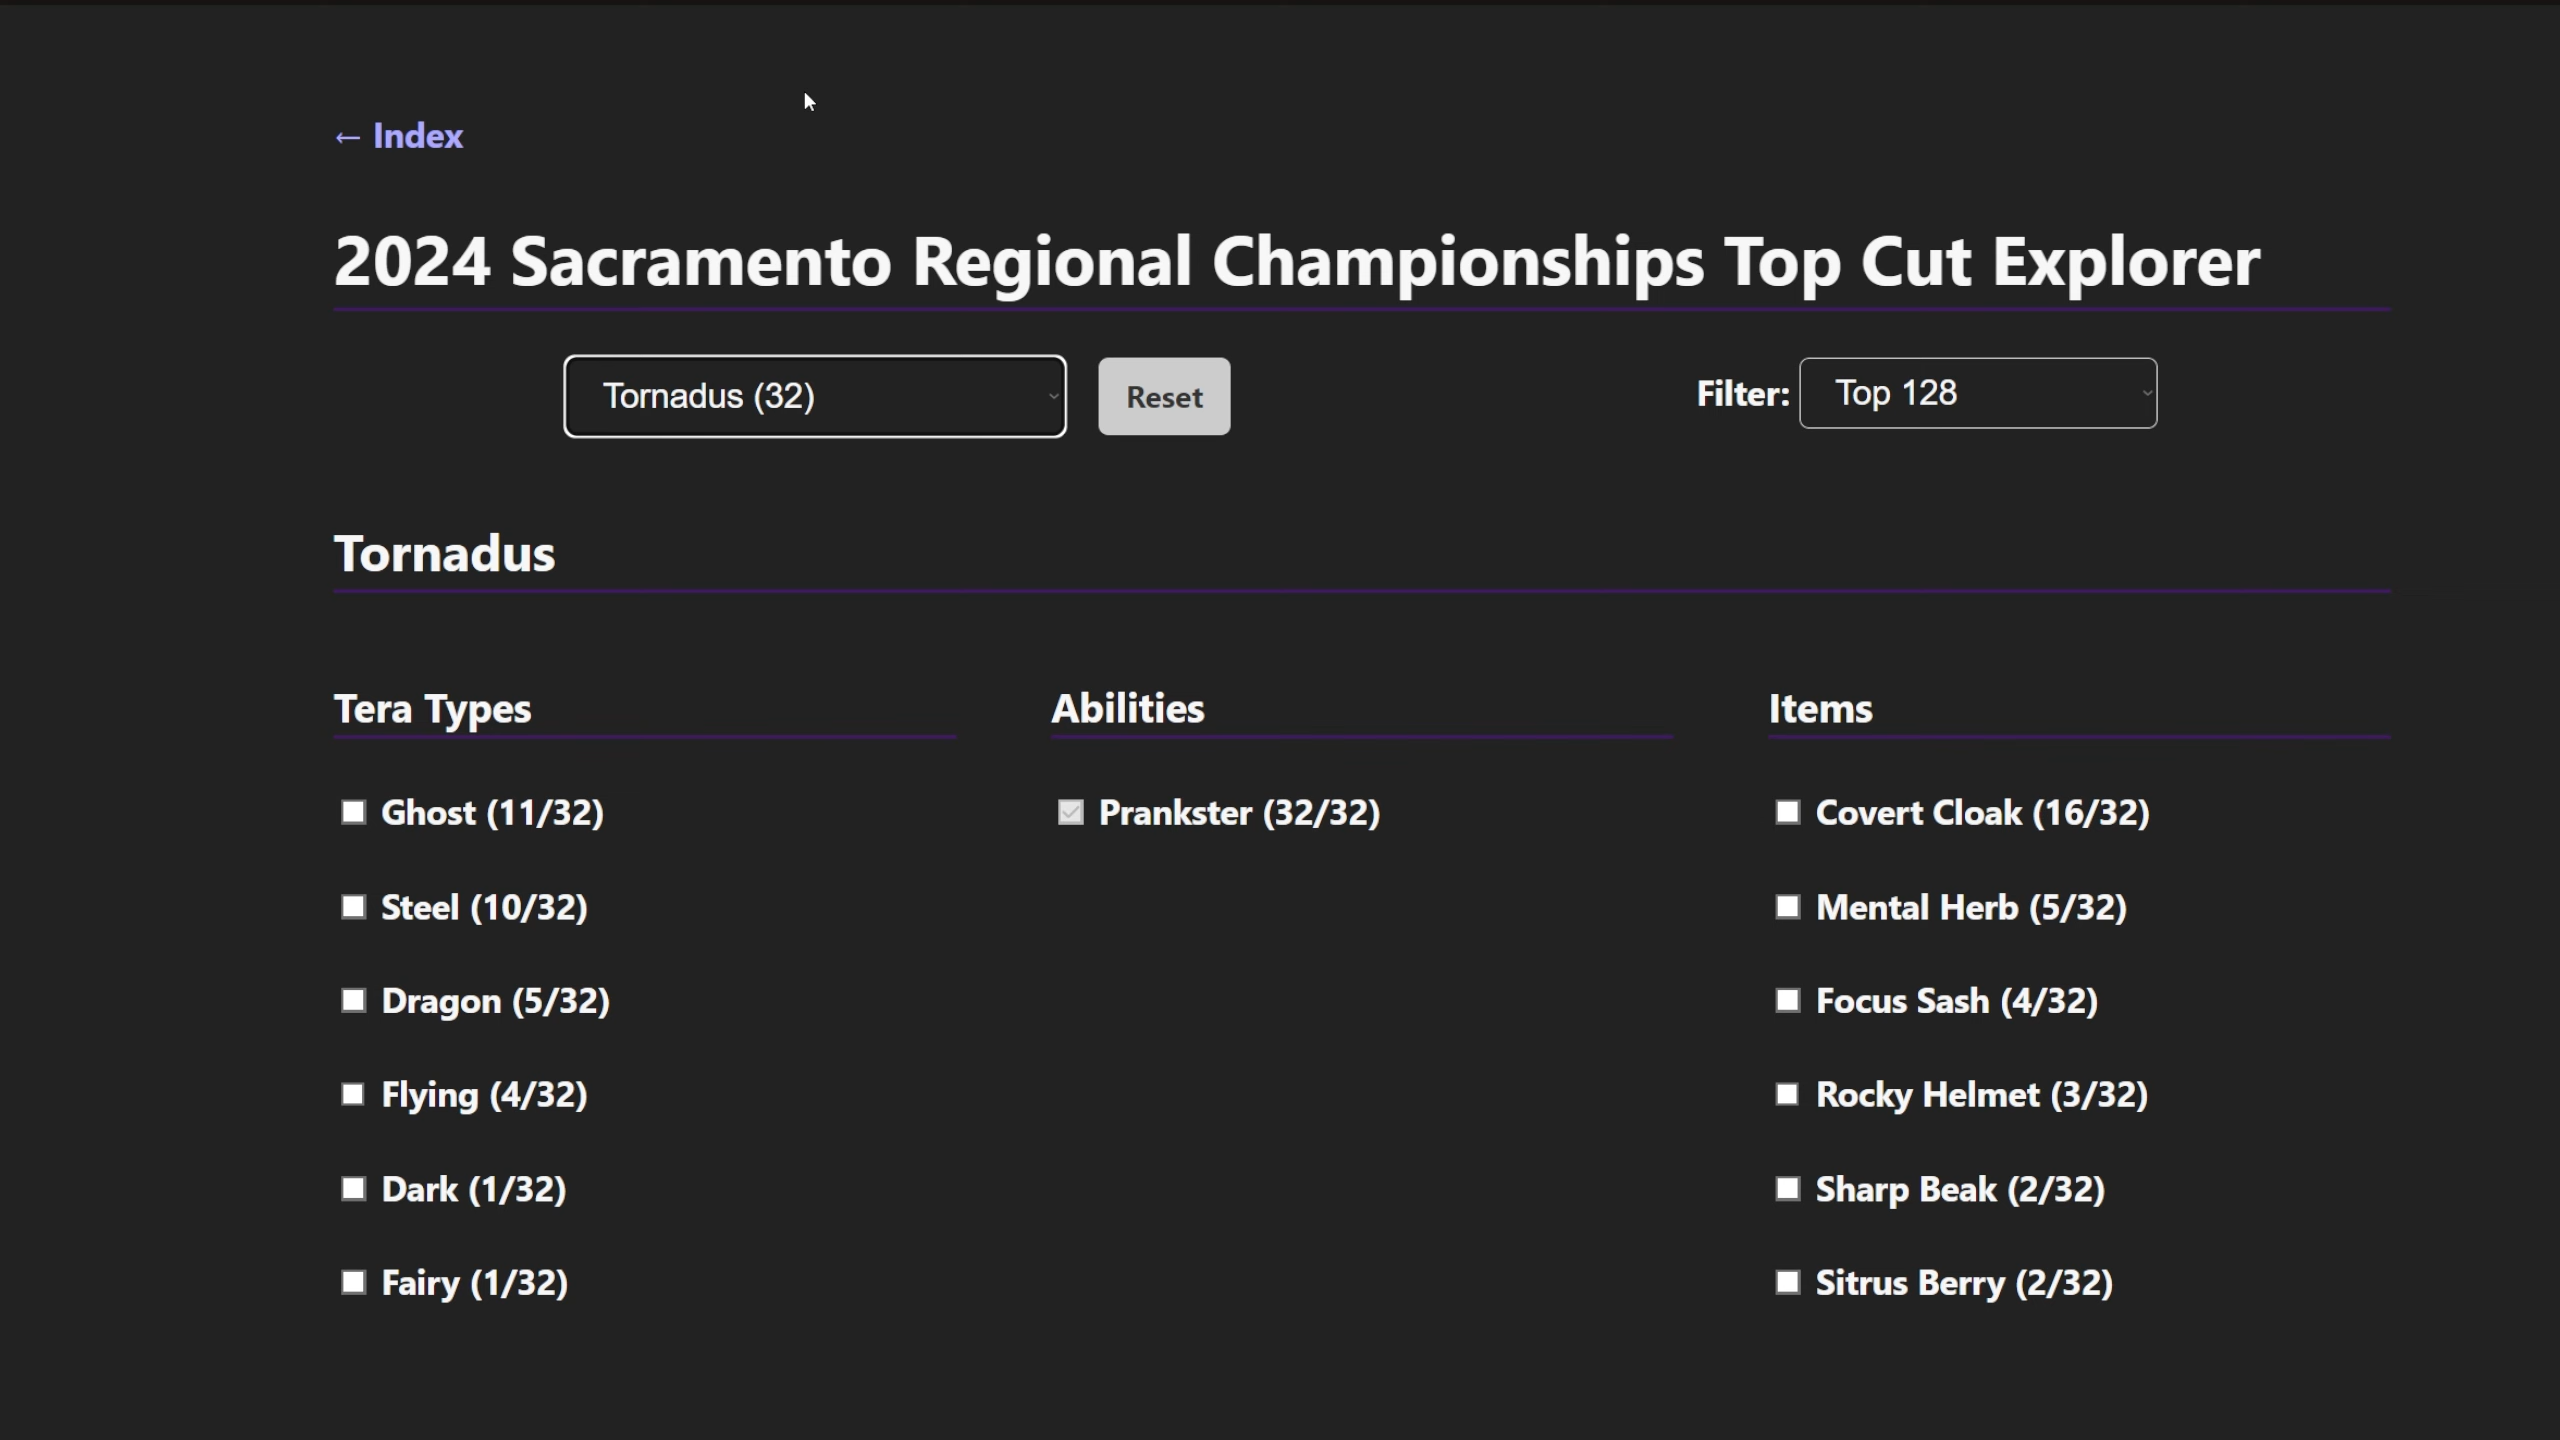 ← Index
2024 Sacramento Regional Championships Top Cut Explorer
Tornadus (32)
Reset
Filter:
Top 128
Tornadus
Tera Types
Ghost (11/32)
Steel (10/32)
Dragon (5/32)
Flying (4/32)
Dark (1/32)
Fairy (1/32)
Abilities
Prankster (32/32)
Items
Covert Cloak (16/32)
Mental Herb (5/32)
Focus Sash (4/32)
Rocky Helmet (3/32)
Sharp Beak (2/32)
Sitrus Berry (2/32)